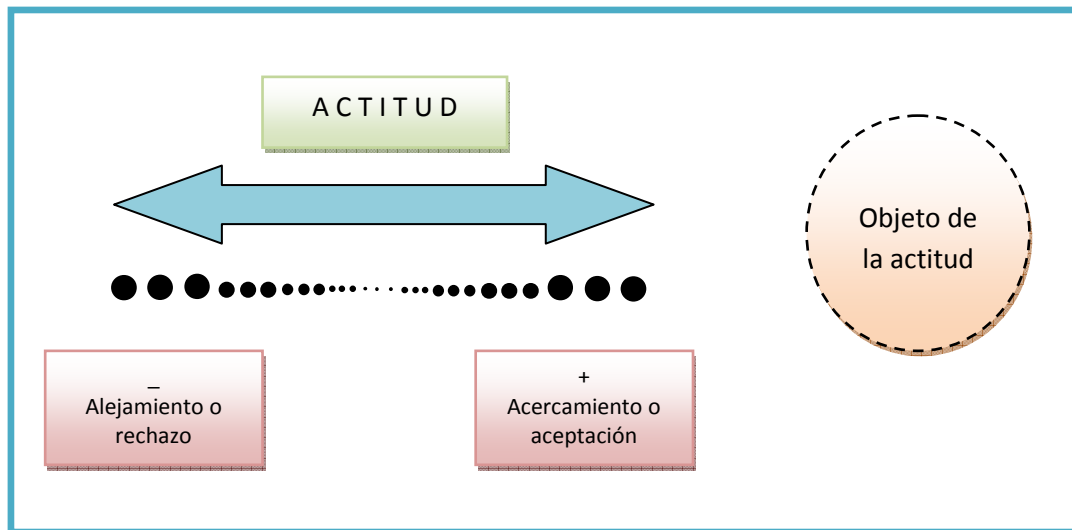 A C T I T U D
Objeto de
la actitud
_
Alejamiento o
rechazo
+
Acercamiento o
aceptación